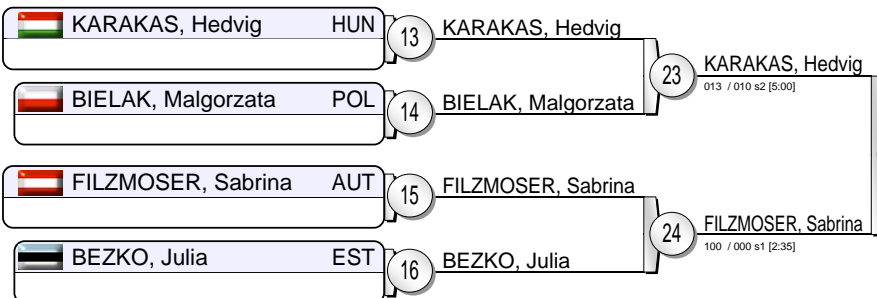 KARAKAS, Hedvig HUN
13
KARAKAS, Hedvig
BIELAK, Malgorzata POL
14
BIELAK, Malgorzata
23
KARAKAS, Hedvig
013 / 010 s2 [5:00]
FILZMOSER, Sabrina AUT
15
FILZMOSER, Sabrina
BEZKO, Julia EST
16
BEZKO, Julia
24
FILZMOSER, Sabrina
100 / 000 s1 [2:35]